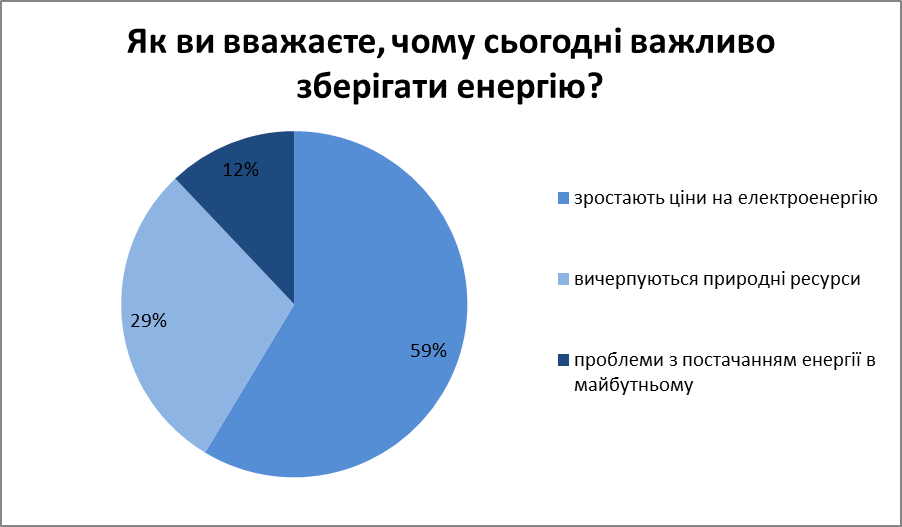 Як ви вважаєте, чому сьогодні важливо
зберігати енергію?
12%
29%
59%
зростають ціни на електроенергію
вичерпуються природні ресурси
проблеми з постачанням енергії в
майбутньому